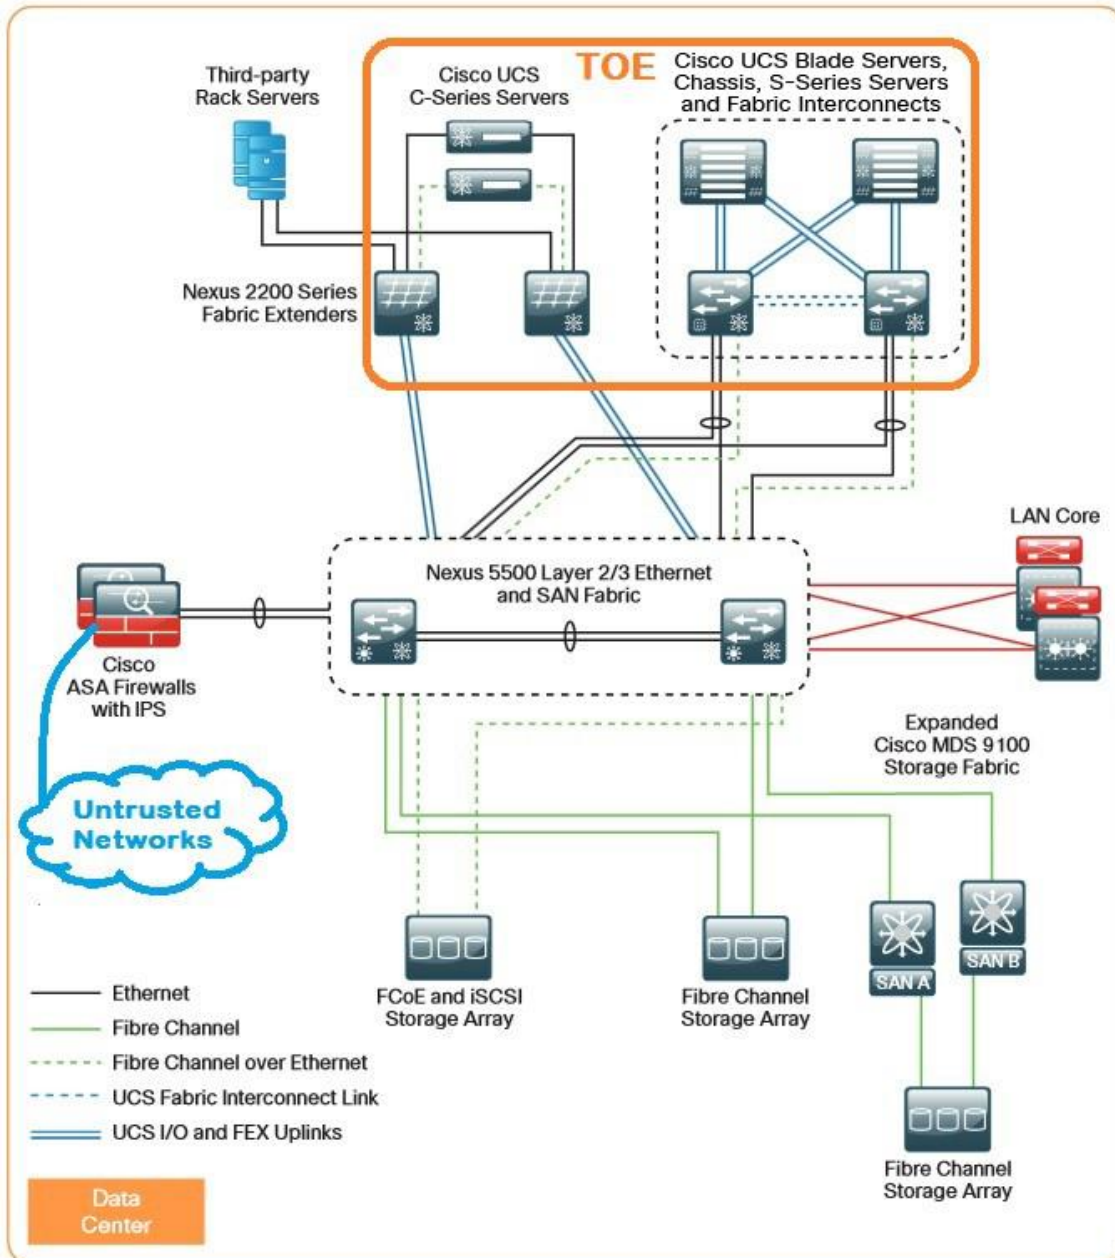 TOE
Cisco UCS Blade Servers,
Chassis, S-Series Servers
and Fabric Interconnects
Third-party
Rack Servers
Cisco UCS
C-Series Servers
Nexus 2200 Series
Fabric Extenders
LAN Core
Nexus 5500 Layer 2/3 Ethernet
and SAN Fabric
Cisco
ASA Firewalls
with IPS
Untrusted
Networks
Expanded
Cisco MDS 9100
Storage Fabric
SAN A
SAN B
FCoE and iSCSI
Storage Array
Fibre Channel
Storage Array
Fibre Channel
Storage Array
Ethernet
Fibre Channel
Fibre Channel over Ethernet
UCS Fabric Interconnect Link
UCS I/O and FEX Uplinks
Data
Center